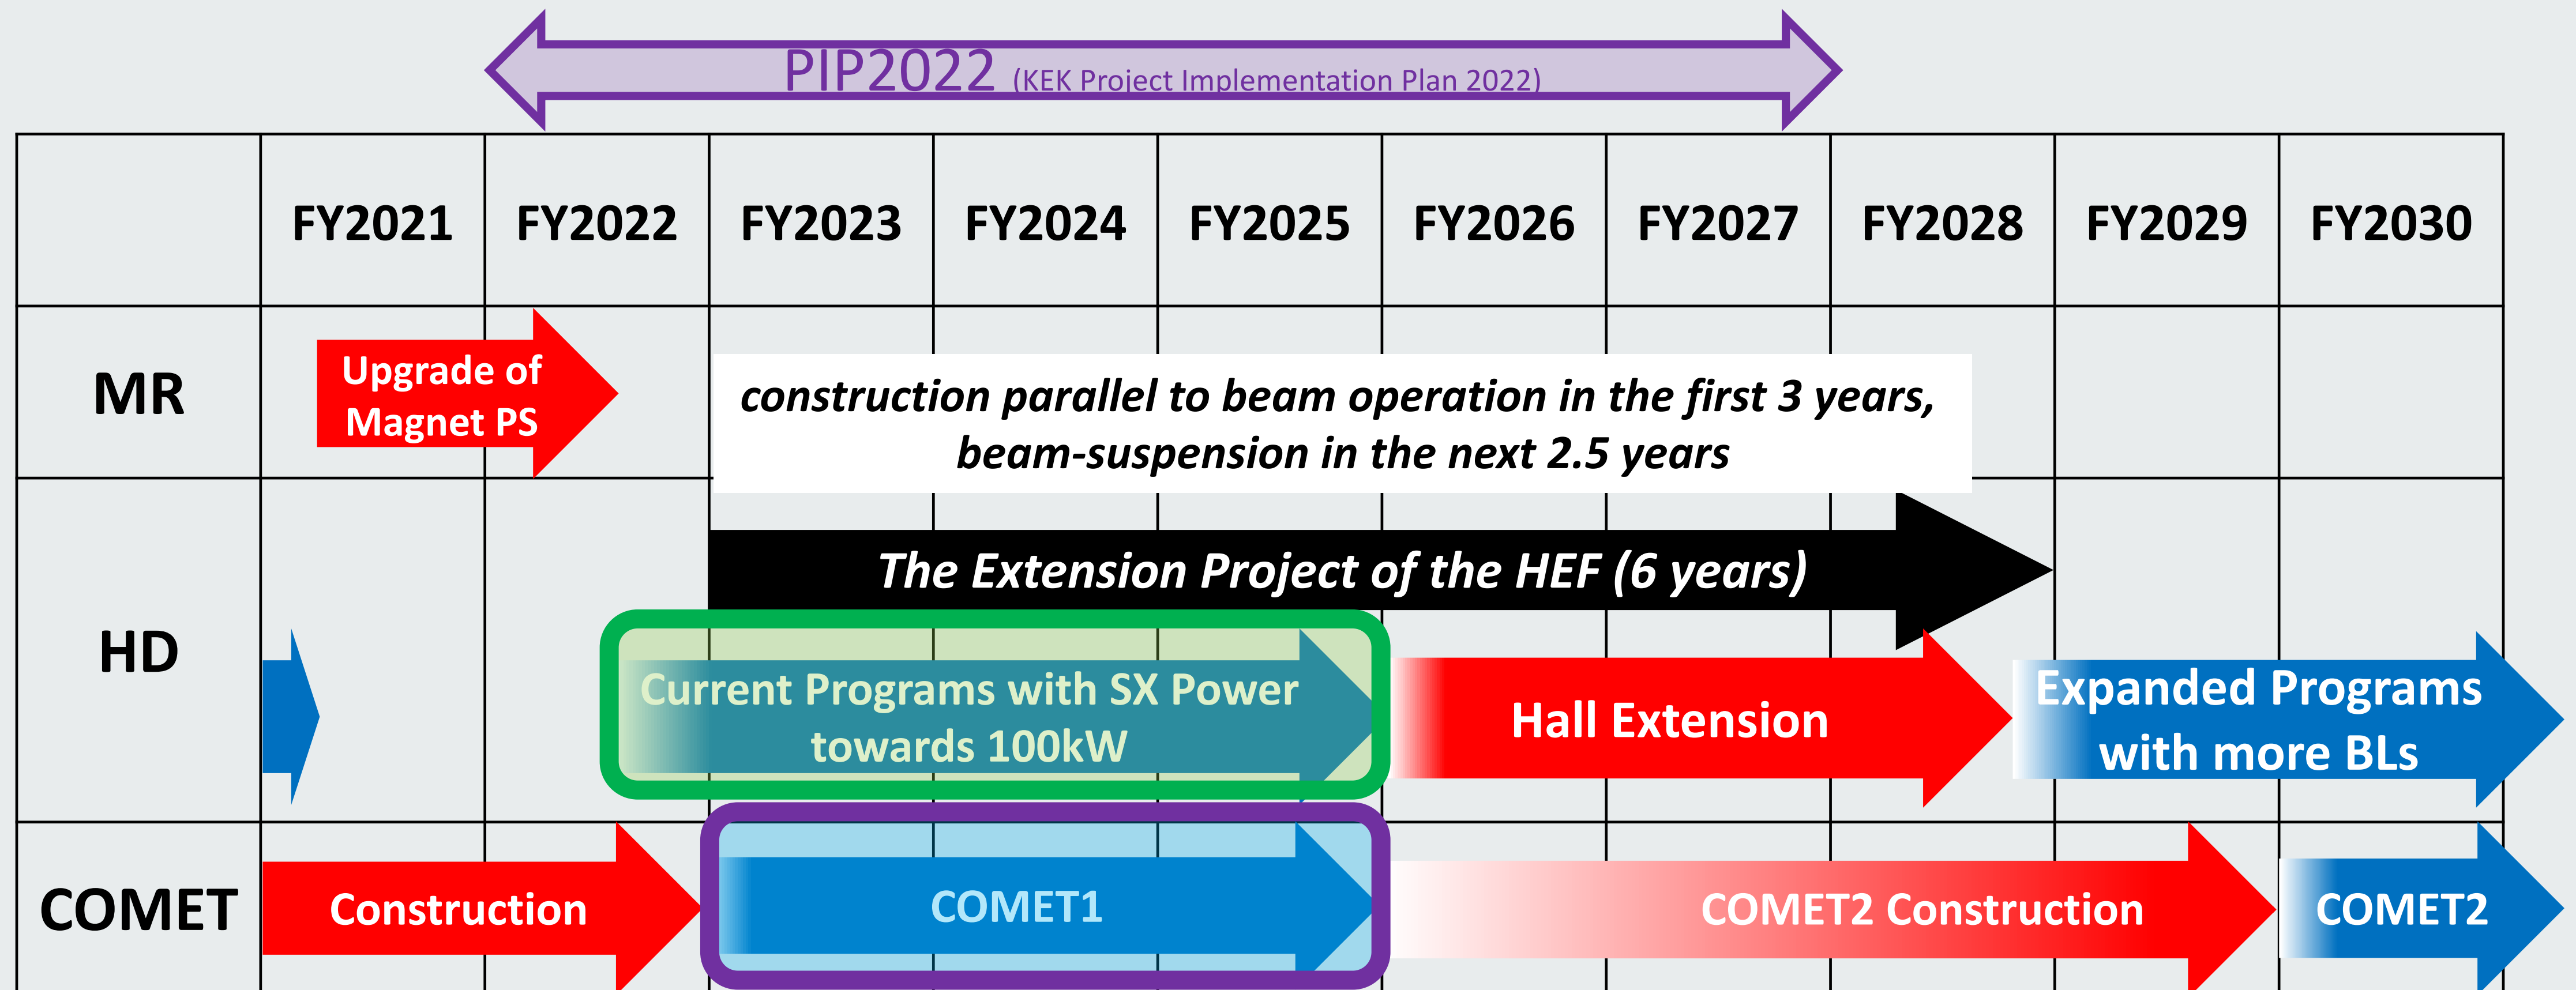 PIP2022 (KEK Project Implementation Plan 2022)
FY2021 FY2022 FY2023 FY2024 FY2025 FY2026 FY2027 FY2028 FY2029 FY2030
MR
Upgrade of
Magnet PS
construction parallel to beam operation in the first 3 years,
beam-suspension in the next 2.5 years
HD
The Extension Project of the HEF (6 years)
Current Programs with SX Power
towards 100kW
Hall Extension
Expanded Programs
with more BLs
COMET
Construction
COMET1
COMET2 Construction
COMET2